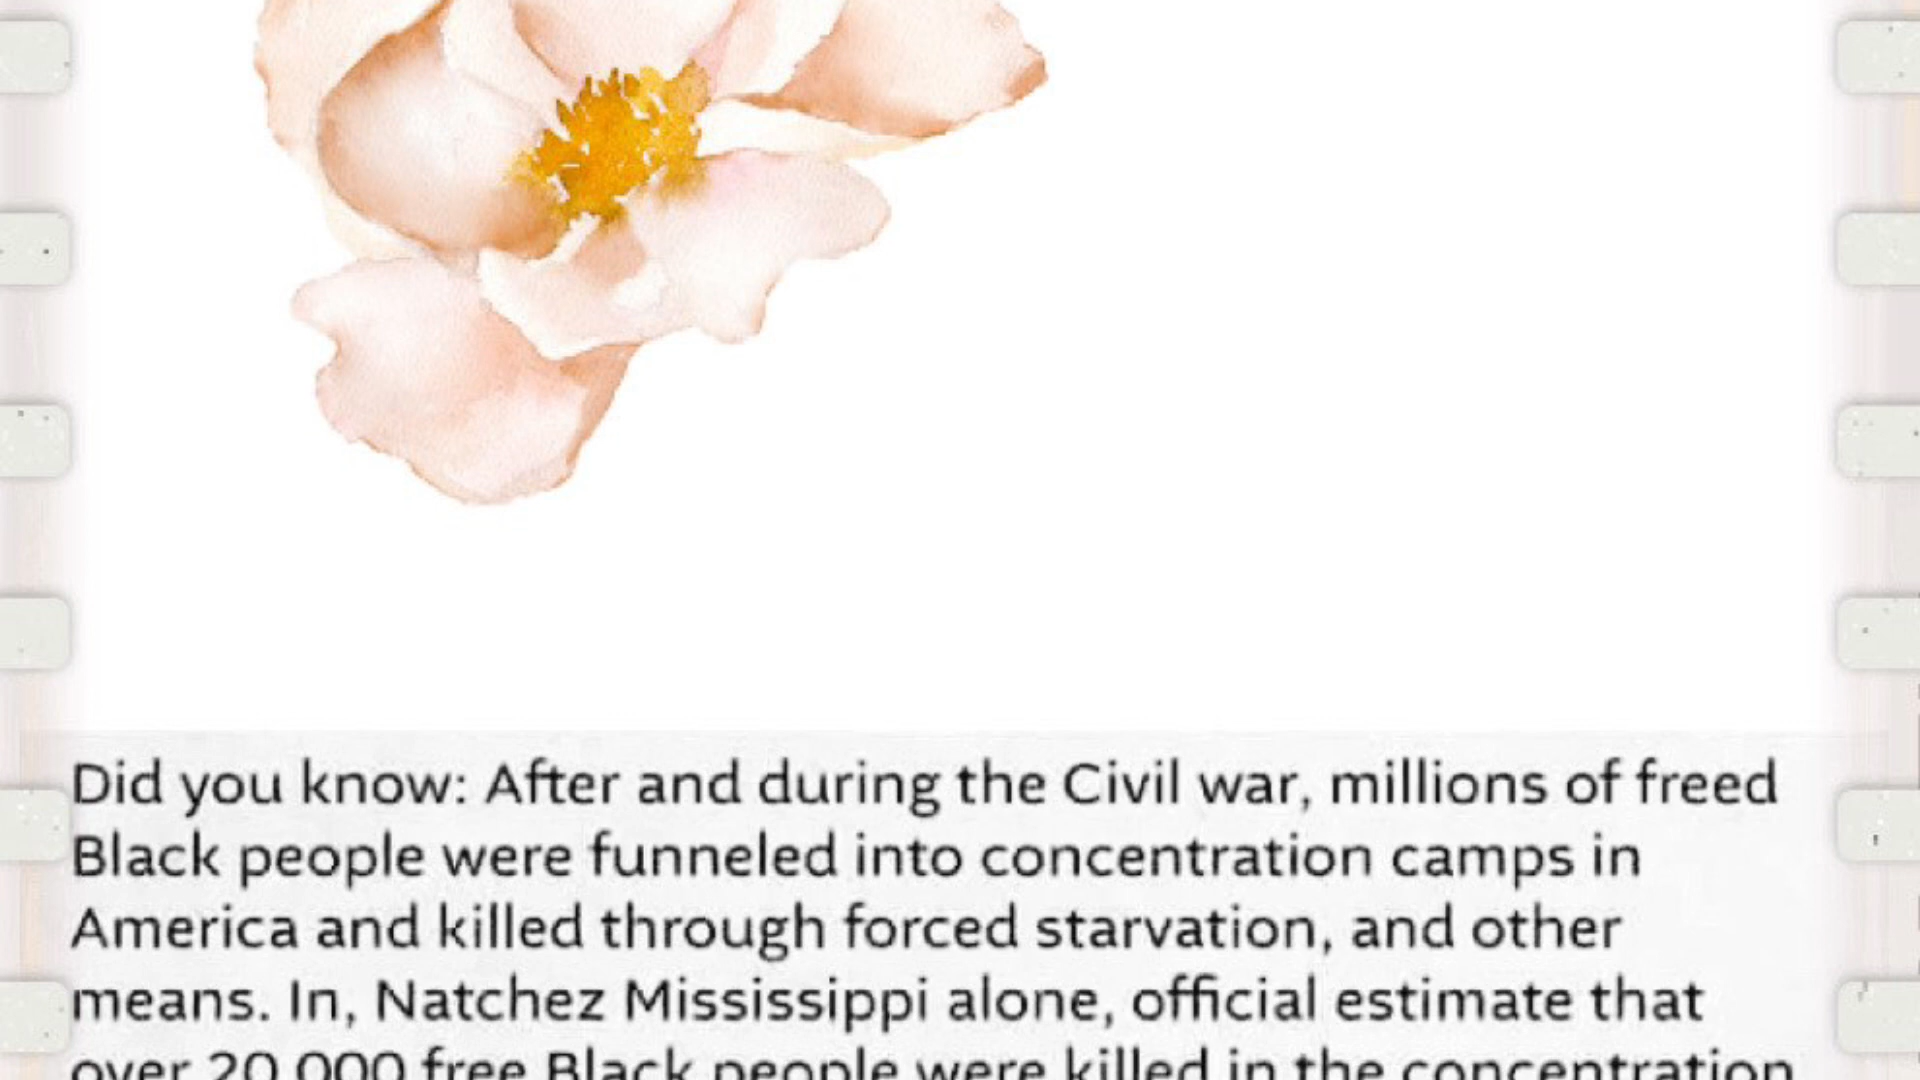 Did you know: After and during the Civil war, millions of freed
Black people were funneled into concentration camps in
America and killed through forced starvation, and other
means. In, Natchez Mississippi alone, official estimate that
over 20,000 free Black people were killed in the concentration